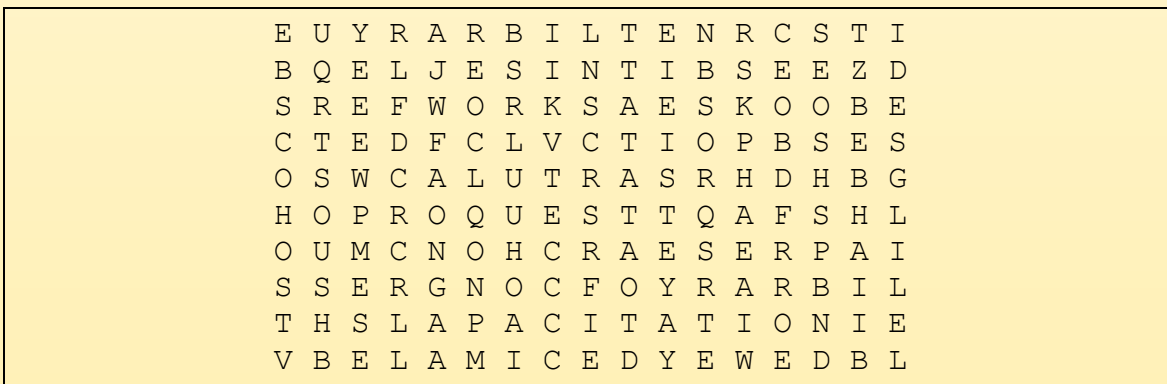 E U Y R A R B I L T E N R C S T I
B Q E L J E S I N T I B S E E Z D
S R E F W O R K S A E S K O O B E
C T E D F C L V C T I O P B S E S
O S W C A L U T R A S R H D H B G
H O P R O Q U E S T T Q A F S H L
O U M C N O H C R A E S E R P A I
S S E R G N O C F O Y R A R B I L
T H S L A P A C I T A T I O N I E
V B E L A M I C E D Y E W E D B L